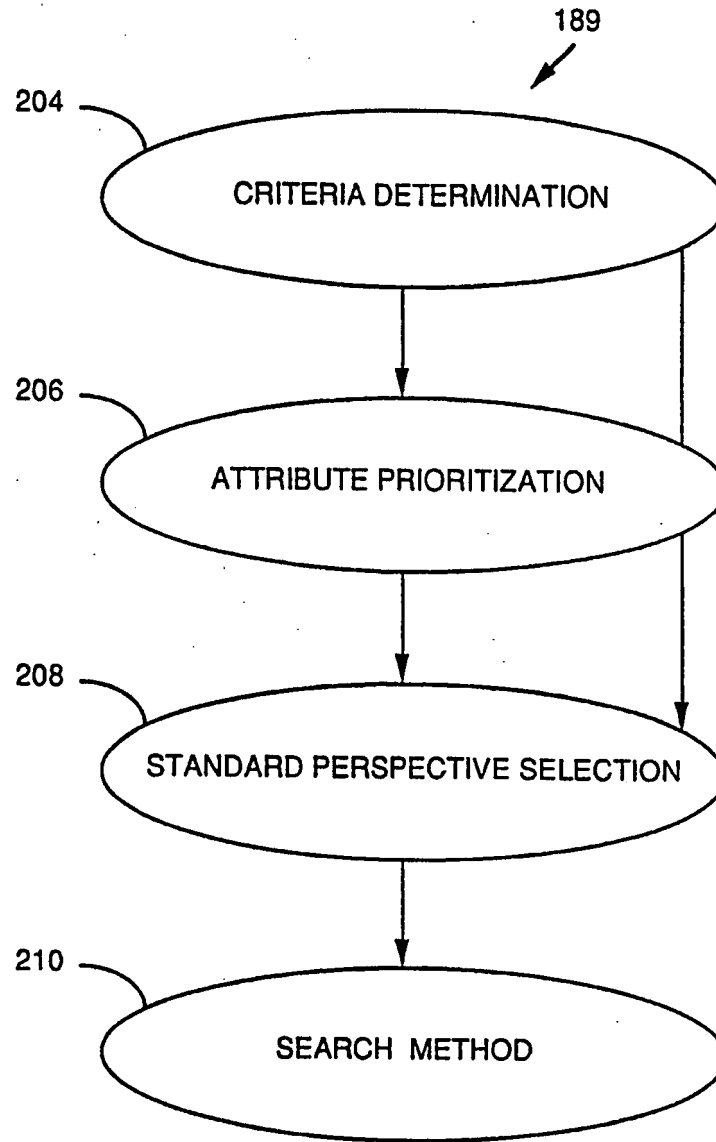 189
204
CRITERIA DETERMINATION
206
ATTRIBUTE PRIORITIZATION
208
STANDARD PERSPECTIVE SELECTION
210
SEARCH METHOD